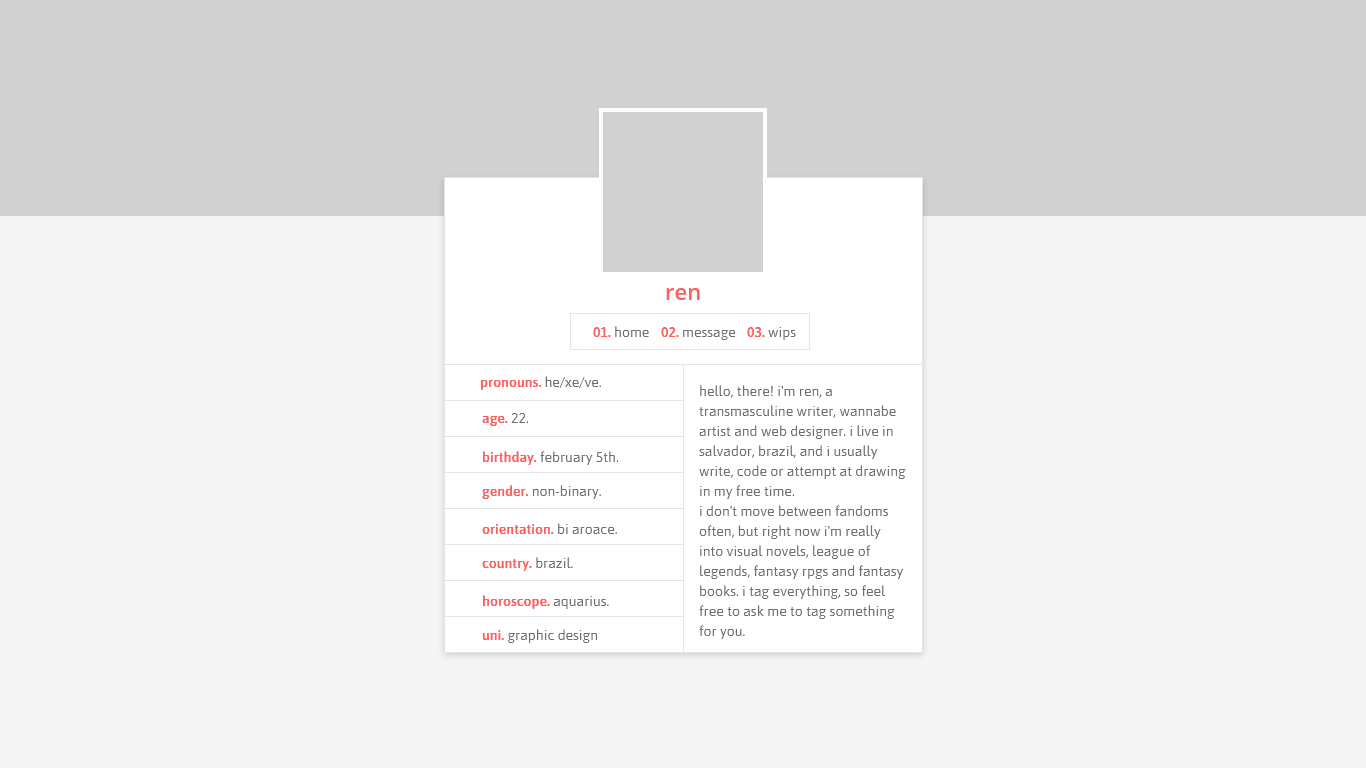 ren
01. home 02. message 03. wips
pronouns. he/xe/ve.
age. 22.
birthday. february 5th.
gender. non-binary.
orientation. bi aroace.
country. brazil.
horoscope. aquarius.
uni. graphic design
hello, there! i'm ren, a
transmasculine writer, wannabe
artist and web designer. i live in
salvador, brazil, and i usually
write, code or attempt at drawing
in my free time.
i don't move between fandoms
often, but right now i'm really
into visual novels, league of
legends, fantasy rpgs and fantasy
books. i tag everything, so feel
free to ask me to tag something
for you.